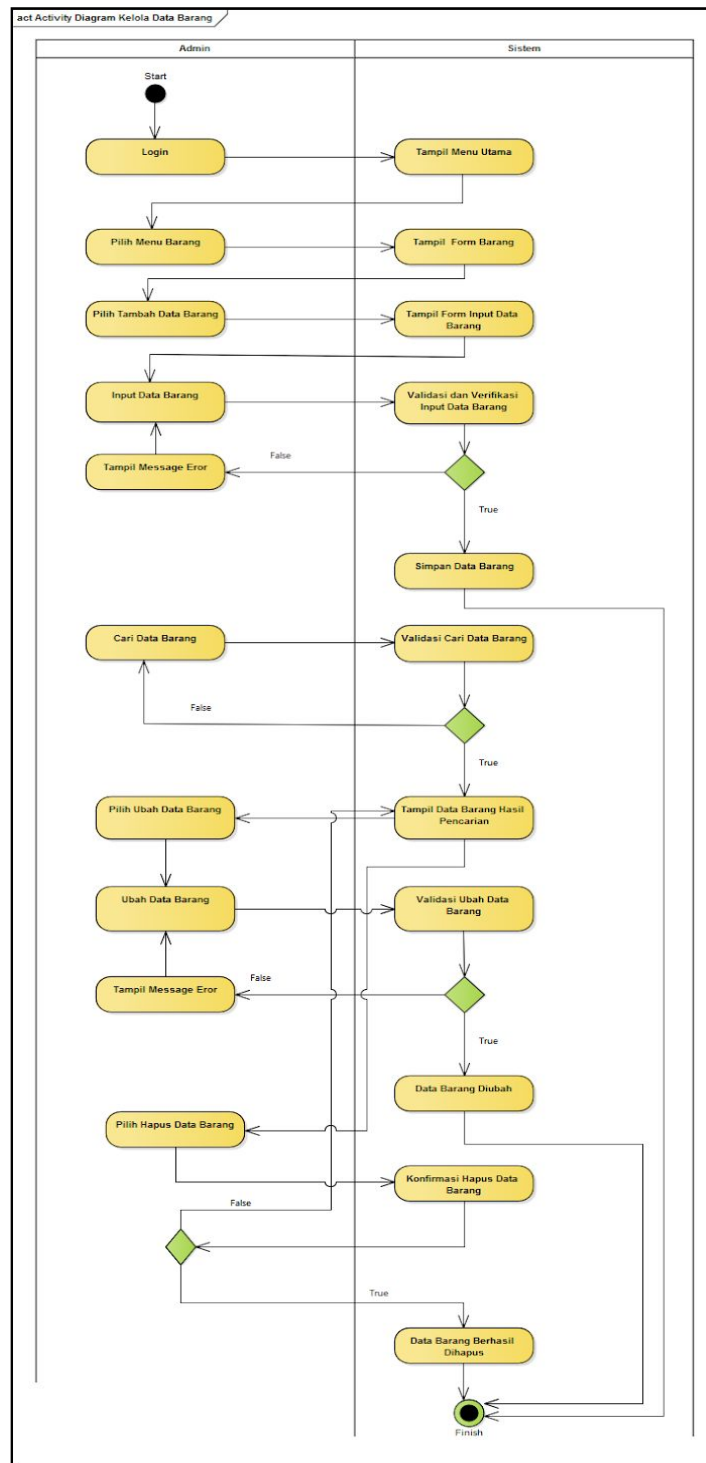 act Activity Diagram Kelola Data Barang
Admin
Sistem
Start
Login
Tampil Menu Utama
Pilih Menu Barang
Tampil Form Barang
Pilih Tambah Data Barang
Tampil Form Input Data
Barang
Input Data Barang
Validasi dan Verifikasi
Input Data Barang
Tampil Message Eror
False
True
Simpan Data Barang
Cari Data Barang
Validasi Cari Data Barang
False
True
Pilih Ubah Data Barang
Tampil Data Barang Hasil
Pencarian
Ubah Data Barang
Validasi Ubah Data
Barang
Tampil Message Eror
False
True
Data Barang Diubah
Pilih Hapus Data Barang
Konfirmasi Hapus Data
Barang
False
True
Data Barang Berhasil
Dihapus
Finish